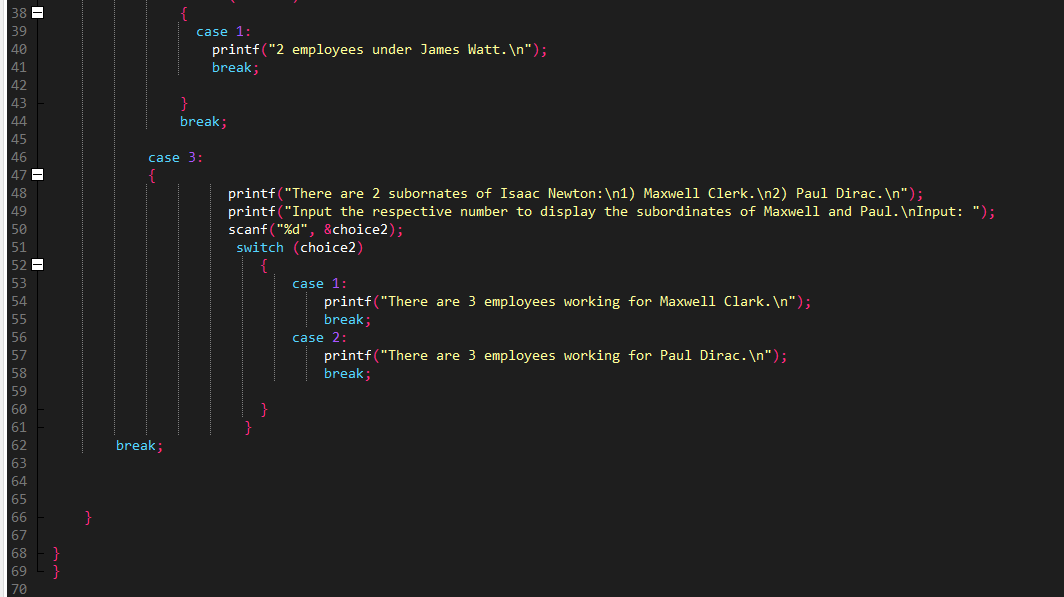 38 {
39 case 1:
40 printf("2 employees under James Watt.\n");
41 break;
42
43 }
44 break;
45
46 case 3:
47 {
48 printf("There are 2 subornates of Isaac Newton:\n1) Maxwell Clerk.\n2) Paul Dirac.\n");
49 printf("Input the respective number to display the subordinates of Maxwell and Paul.\nInput: ");
50 scanf("%d", &choice2);
51 switch (choice2)
52 {
53 case 1:
54 printf("There are 3 employees working for Maxwell Clark.\n");
55 break;
56 case 2:
57 printf("There are 3 employees working for Paul Dirac.\n");
58 break;
59
60 }
61 }
62 break;
63
64
65
66 }
67
68 }
69 }
70